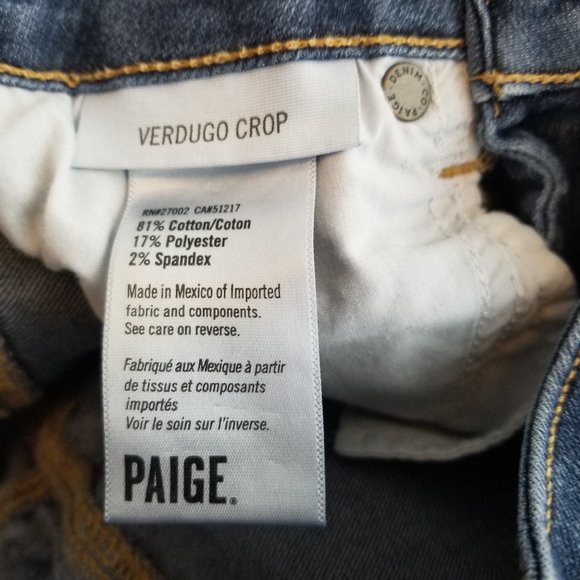 DENIM·CO·PAIGE
VERDUGO CROP
RN#27002 CA#51217
81% Cotton/Coton
17% Polyester
2% Spandex
Made in Mexico of Imported
fabric and components.
See care on reverse.
Fabriqué aux Mexique à partir
de tissus et composants
importés
Voir le soin sur l'inverse.
PAIGE®